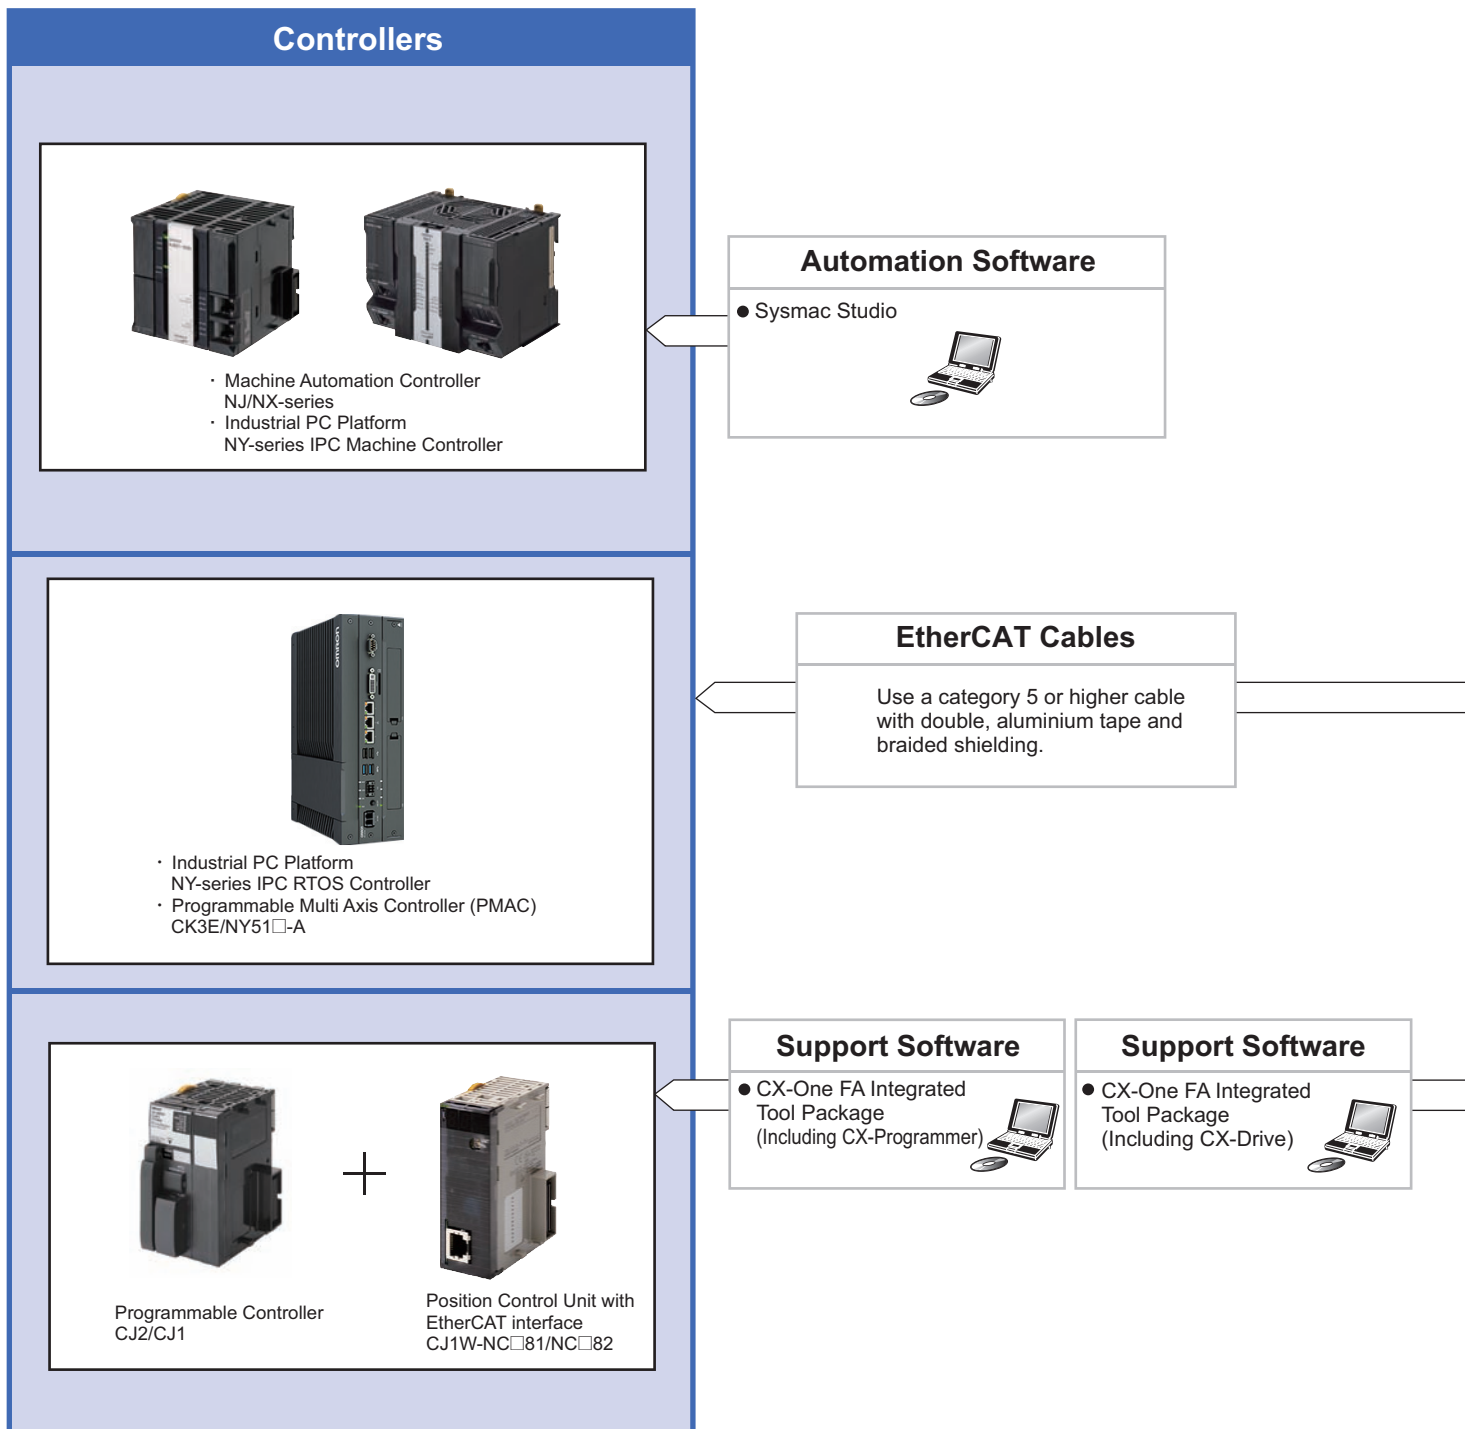 Controllers
・ Machine Automation Controller
NJ/NX-series
・ Industrial PC Platform
NY-series IPC Machine Controller
Automation Software
● Sysmac Studio
OMRON
・ Industrial PC Platform
NY-series IPC RTOS Controller
・ Programmable Multi Axis Controller (PMAC)
CK3E/NY51□-A
EtherCAT Cables
Use a category 5 or higher cable
with double, aluminium tape and
braided shielding.
Programmable Controller
CJ2/CJ1
Position Control Unit with
EtherCAT interface
CJ1W-NC□81/NC□82
Support Software
● CX-One FA Integrated
Tool Package
(Including CX-Programmer)
Support Software
● CX-One FA Integrated
Tool Package
(Including CX-Drive)